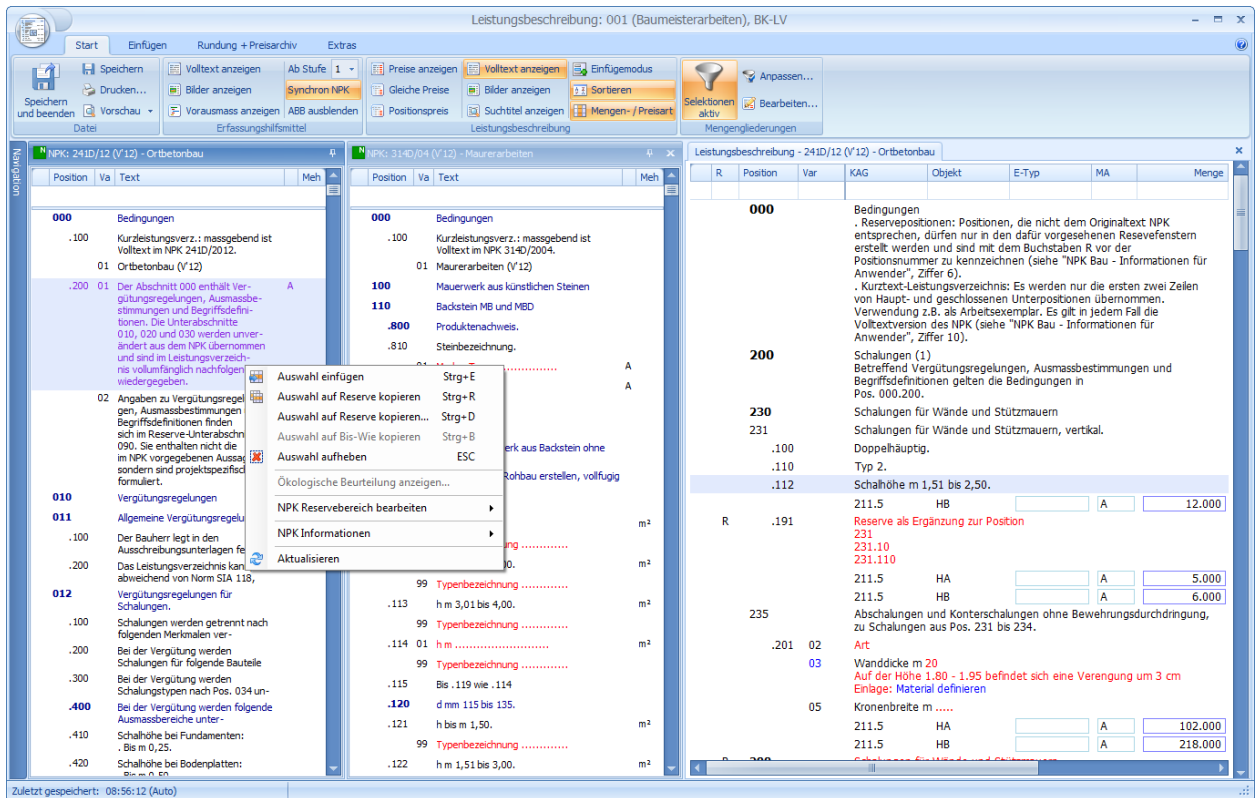 Leistungsbeschreibung: 001 (Baumeisterarbeiten), BK-LV
Start Einfügen Rundung + Preisarchiv Extras
Speichern und beenden
Speichern
Drucken...
Vorschau
Datei
Volltext anzeigen
Bilder anzeigen
Vorausmass anzeigen
Ab Stufe 1
Synchron NPK
ABB ausblenden
Erfassungshilfsmittel
Preise anzeigen
Gleiche Preise
Positionspreis
Volltext anzeigen
Bilder anzeigen
Suchtitel anzeigen
Einfügemodus
Sortieren
Mengen- / Preisart
Leistungsbeschreibung
Selektionen aktiv
Anpassen...
Bearbeiten...
Mengengliederungen
Navigation
NPK: 241D/12 (V'12) - Ortbetonbau
Position Va Text Meh
000 Bedingungen
.100 Kurzleistungsverz.: massgebend ist
Volltext im NPK 241D/2012.
01 Ortbetonbau (V'12)
.200 01 Der Abschnitt 000 enthält Ver- A
gütungsregelungen, Ausmassbe-
stimmungen und Begriffsdefini-
tionen. Die Unterabschnitte
010, 020 und 030 werden unver-
ändert aus dem NPK übernommen
und sind im Leistungsverzeich-
nis vollumfänglich nachfolgen
wiedergegeben.
02 Angaben zu Vergütungsregel
gen, Ausmassbestimmungen
Begriffsdefinitionen finden
sich im Reserve-Unterabschn
090. Sie enthalten nicht die
im NPK vorgegebenen Aussag
sondern sind projektspezifisc
formuliert.
010 Vergütungsregelungen
011 Allgemeine Vergütungsregelu
.100 Der Bauherr legt in den
Ausschreibungsunterlagen fe
.200 Das Leistungsverzeichnis kan
abweichend von Norm SIA 118,
012 Vergütungsregelungen für
Schalungen.
.100 Schalungen werden getrennt nach
folgenden Merkmalen ver-
.200 Bei der Vergütung werden
Schalungen für folgende Bauteile
.300 Bei der Vergütung werden
Schalungstypen nach Pos. 034 un-
.400 Bei der Vergütung werden folgende
Ausmassbereiche unter-
.410 Schalhöhe bei Fundamenten:
. Bis m 0,25.
.420 Schalhöhe bei Bodenplatten:
. Bis m 0,50
NPK: 314D/04 (V'12) - Maurerarbeiten
Position Va Text Meh
000 Bedingungen
.100 Kurzleistungsverz.: massgebend ist
Volltext im NPK 314D/2004.
01 Maurerarbeiten (V'12)
100 Mauerwerk aus künstlichen Steinen
110 Backstein MB und MBD
.800 Produktenachweis.
.810 Steinbezeichnung.
A
A
erk aus Backstein ohne
Rohbau erstellen, vollfugig
m²
ung .............
00. m²
99 Typenbezeichnung .............
.113 h m 3,01 bis 4,00. m²
99 Typenbezeichnung .............
.114 01 h m .......................... m²
99 Typenbezeichnung .............
.115 Bis .119 wie .114
.120 d mm 115 bis 135.
.121 h bis m 1,50. m²
99 Typenbezeichnung .............
.122 h m 1,51 bis 3,00. m²
Auswahl einfügen Strg+E
Auswahl auf Reserve kopieren Strg+R
Auswahl auf Reserve kopieren... Strg+D
Auswahl auf Bis-Wie kopieren Strg+B
Auswahl aufheben ESC
Ökologische Beurteilung anzeigen...
NPK Reservebereich bearbeiten
NPK Informationen
Aktualisieren
Leistungsbeschreibung - 241D/12 (V'12) - Ortbetonbau
R Position Var KAG Objekt E-Typ MA Menge
000 Bedingungen
. Reservepositionen: Positionen, die nicht dem Originaltext NPK
entsprechen, dürfen nur in den dafür vorgesehenen Resevefenstern
erstellt werden und sind mit dem Buchstaben R vor der
Positionsnummer zu kennzeichnen (siehe "NPK Bau - Informationen für
Anwender", Ziffer 6).
. Kurztext-Leistungsverzeichnis: Es werden nur die ersten zwei Zeilen
von Haupt- und geschlossenen Unterpositionen übernommen.
Verwendung z.B. als Arbeitsexemplar. Es gilt in jedem Fall die
Volltextversion des NPK (siehe "NPK Bau - Informationen für
Anwender", Ziffer 10).
200 Schalungen (1)
Betreffend Vergütungsregelungen, Ausmassbestimmungen und
Begriffsdefinitionen gelten die Bedingungen in
Pos. 000.200.
230 Schalungen für Wände und Stützmauern
231 Schalungen für Wände und Stützmauern, vertikal.
.100 Doppelhäuptig.
.110 Typ 2.
.112 Schalhöhe m 1,51 bis 2,50.
211.5 HB A 12.000
R .191 Reserve als Ergänzung zur Position
231
231.10
231.110
211.5 HA A 5.000
211.5 HB A 6.000
235 Abschalungen und Konterschalungen ohne Bewehrungsdurchdringung,
zu Schalungen aus Pos. 231 bis 234.
.201 02 Art
03 Wanddicke m 20
Auf der Höhe 1.80 - 1.95 befindet sich eine Verengung um 3 cm
Einlage: Material definieren
05 Kronenbreite m .....
211.5 HA A 102.000
211.5 HB A 218.000
Zuletzt gespeichert: 08:56:12 (Auto)